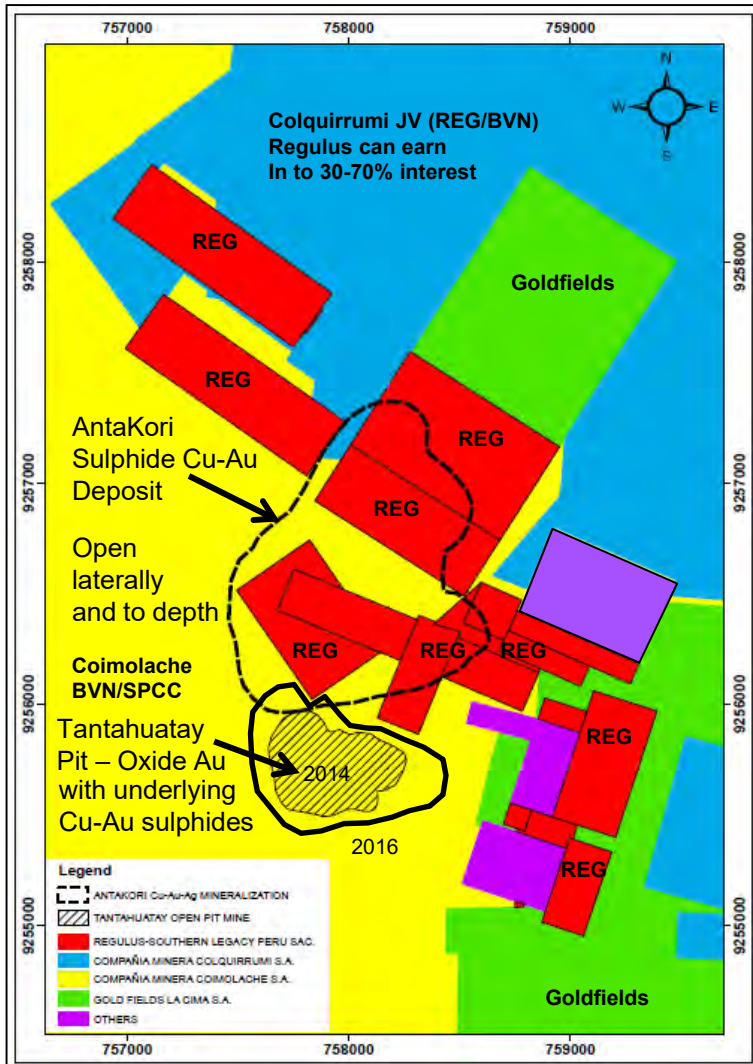 757000
758000
759000
N
W
E
S
Colquirrumi JV (REG/BVN)
Regulus can earn
In to 30-70% interest
9258000
9258000
REG
Goldfields
REG
AntaKori
Sulphide Cu-Au
Deposit
REG
9257000
9257000
REG
Open
laterally
and to depth
REG
REG
REG
Coimolache
BVN/SPCC
9256000
9256000
Tantahuatay
Pit – Oxide Au
with underlying
Cu-Au sulphides
2014
REG
2016
REG
Legend
ANTAKORI Cu-Au-Ag MINERALIZATION
TANTAHUATAY OPEN PIT MINE
REGULUS-SOUTHERN LEGACY PERU SAC.
COMPAÑIA MINERA COLQUIRRUMI S.A.
COMPAÑIA MINERA COIMOLACHE S.A.
GOLD FIELDS LA CIMA S.A.
OTHERS
9255000
9255000
Goldfields
757000
758000
759000